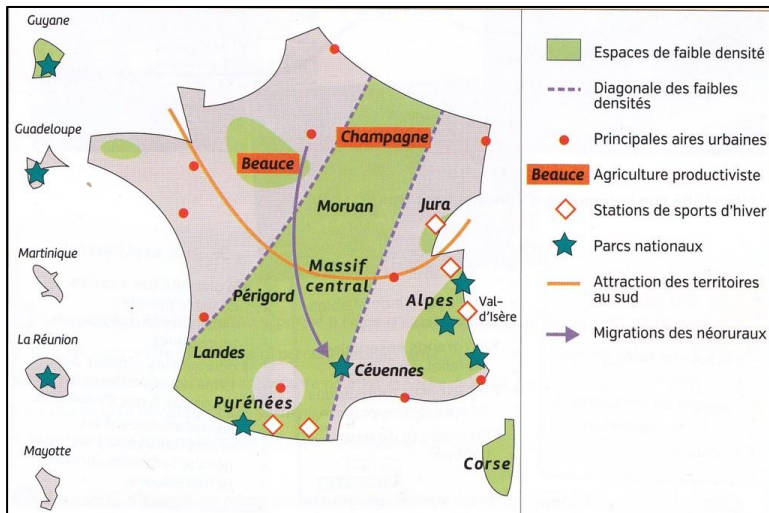 Guyane
Guadeloupe
Martinique
La Réunion
Mayotte
Champagne
Beauce
Morvan
Jura
Massif
central
Périgord
Alpes
Val-
d'Isère
Landes
Cévennes
Pyrénées
Corse
Espaces de faible densité
Diagonale des faibles
densités
Principales aires urbaines
Beauce Agriculture productiviste
Stations de sports d'hiver
Parcs nationaux
Attraction des territoires
au sud
Migrations des néoruraux